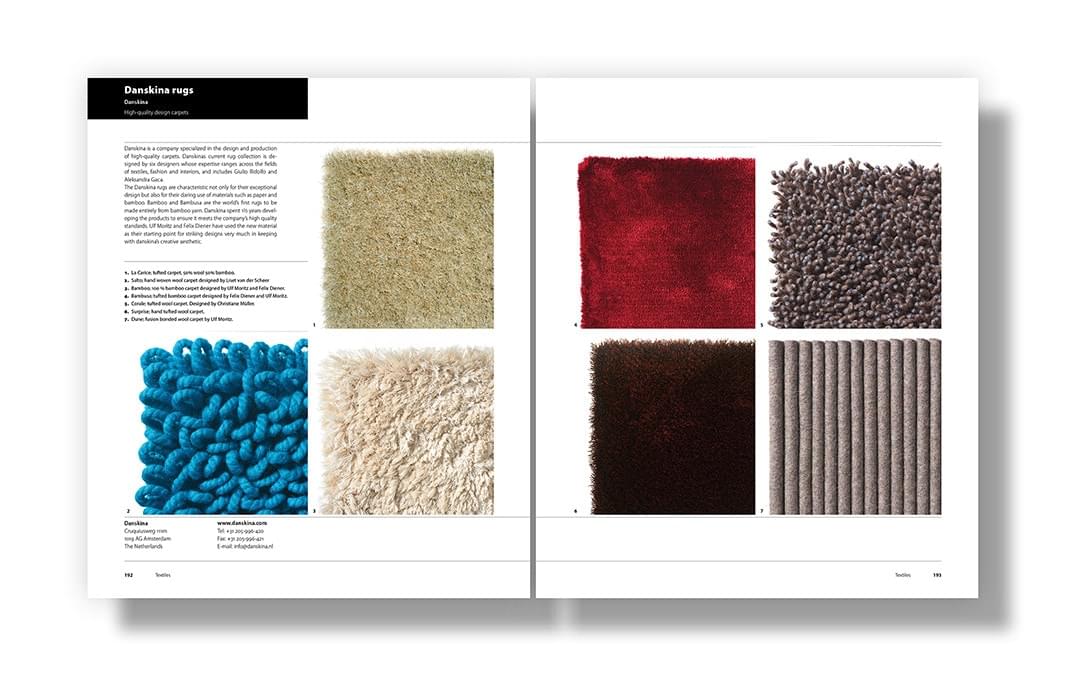 Danskina rugs
Danskina
High-quality design carpets
Danskina is a company specialized in the design and production
of high-quality carpets. Danskinas current rug collection is de-
signed by six designers whose expertise ranges across the fields
of textiles, fashion and interiors, and includes Giulio Ridolfo and
Aleksandra Gaca.
The Danskina rugs are characteristic not only for their exceptional
design but also for their daring use of materials such as paper and
bamboo. Bamboo and Bambusa are the world's first rugs to be
made entirely from bamboo yarn. Danskina spent 1½ years devel-
oping the products to ensure it meets the company's high quality
standards. Ulf Moritz and Felix Diener have used the new material
as their starting point for striking designs very much in keeping
with danskina's creative aesthetic.
1. La Carice; tufted carpet, 50% wool 50% bamboo.
2. Salto; hand woven wool carpet designed by Liset van der Scheer
3. Bamboo; 100 % bamboo carpet designed by Ulf Moritz and Felix Diener.
4. Bambusa; tufted bamboo carpet designed by Felix Diener and Ulf Moritz.
5. Corale; tufted wool carpet. Designed by Christiane Müller.
6. Surprise; hand tufted wool carpet.
7. Dune; fusion bonded wool carpet by Ulf Moritz.
1
2
3
Danskina
Cruquiusweg 111m
1019 AG Amsterdam
The Netherlands
www.danskina.com
Tel: +31 205-996-420
Fax: +31 205-996-421
E-mail: info@danskina.nl
192 Textiles
4
5
6
7
Textiles 193